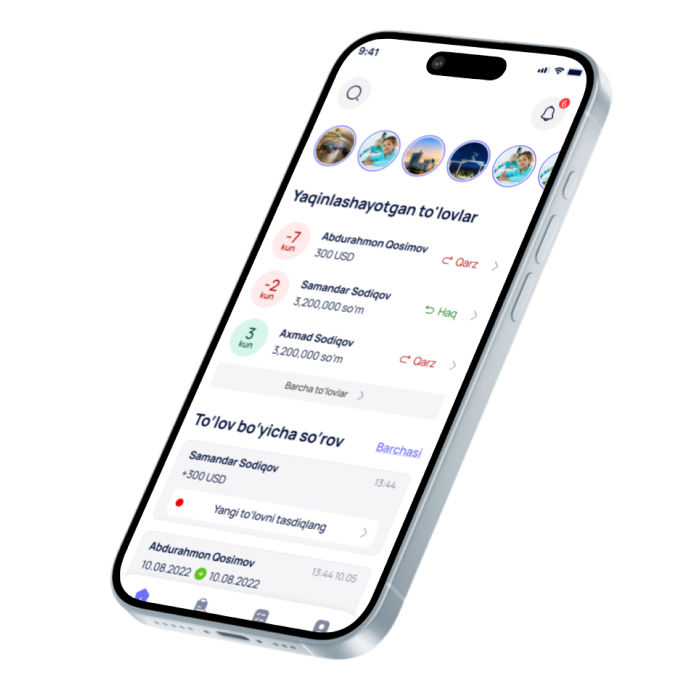 9:41
6
Yaqinlashayotgan to'lovlar
-7
kun
Abdurahmon Qosimov
300 USD
Qarz
-2
kun
Samandar Sodiqov
3,200,000 so'm
Haq
3
kun
Axmad Sodiqov
3,200,000 so'm
Qarz
Barcha to'lovlar
To'lov bo'yicha so'rov
Barchasi
Samandar Sodiqov
13:44
+300 USD
Yangi to'lovni tasdiqlang
Abdurahmon Qosimov
13:44 10.05
10.08.2022 10.08.2022